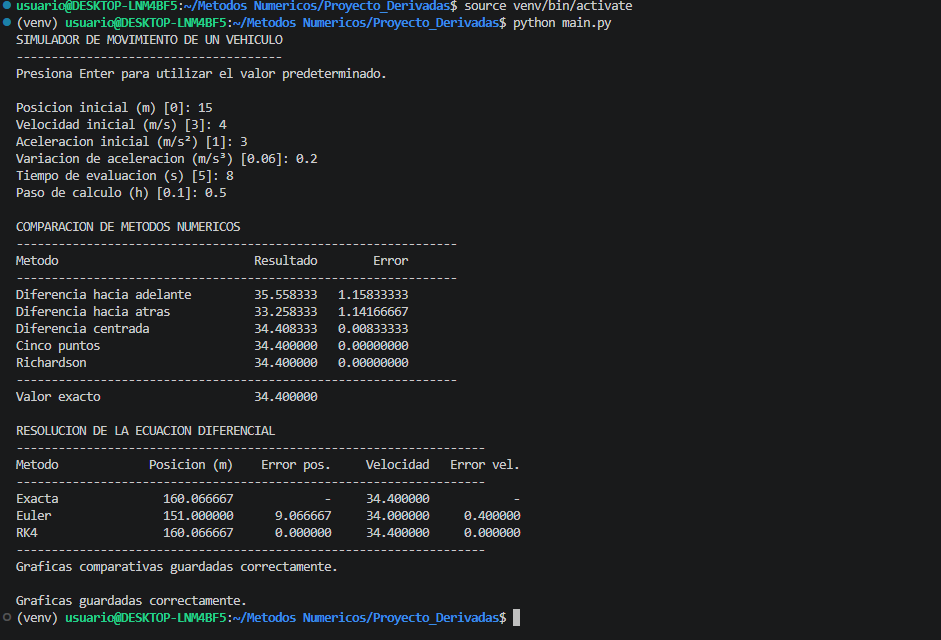 usuario@DESKTOP-LNM4BF5:~/Metodos Numericos/Proyecto_Derivadas$ source venv/bin/activate
(venv) usuario@DESKTOP-LNM4BF5:~/Metodos Numericos/Proyecto_Derivadas$ python main.py
SIMULADOR DE MOVIMIENTO DE UN VEHICULO
--------------------------------------
Presiona Enter para utilizar el valor predeterminado.

Posicion inicial (m) [0]: 15
Velocidad inicial (m/s) [3]: 4
Aceleracion inicial (m/s²) [1]: 3
Variacion de aceleracion (m/s³) [0.06]: 0.2
Tiempo de evaluacion (s) [5]: 8
Paso de calculo (h) [0.1]: 0.5

COMPARACION DE METODOS NUMERICOS
---------------------------------------------------------------
Metodo                            Resultado        Error
---------------------------------------------------------------
Diferencia hacia adelante         35.558333   1.15833333
Diferencia hacia atras            33.258333   1.14166667
Diferencia centrada               34.408333   0.00833333
Cinco puntos                      34.400000   0.00000000
Richardson                        34.400000   0.00000000
---------------------------------------------------------------
Valor exacto                      34.400000

RESOLUCION DE LA ECUACION DIFERENCIAL
-------------------------------------------------------------------
Metodo             Posicion (m)    Error pos.     Velocidad   Error vel.
-------------------------------------------------------------------
Exacta               160.066667             -     34.400000            -
Euler                151.000000      9.066667     34.000000     0.400000
RK4                  160.066667      0.000000     34.400000     0.000000
-------------------------------------------------------------------
Graficas comparativas guardadas correctamente.

Graficas guardadas correctamente.
(venv) usuario@DESKTOP-LNM4BF5:~/Metodos Numericos/Proyecto_Derivadas$